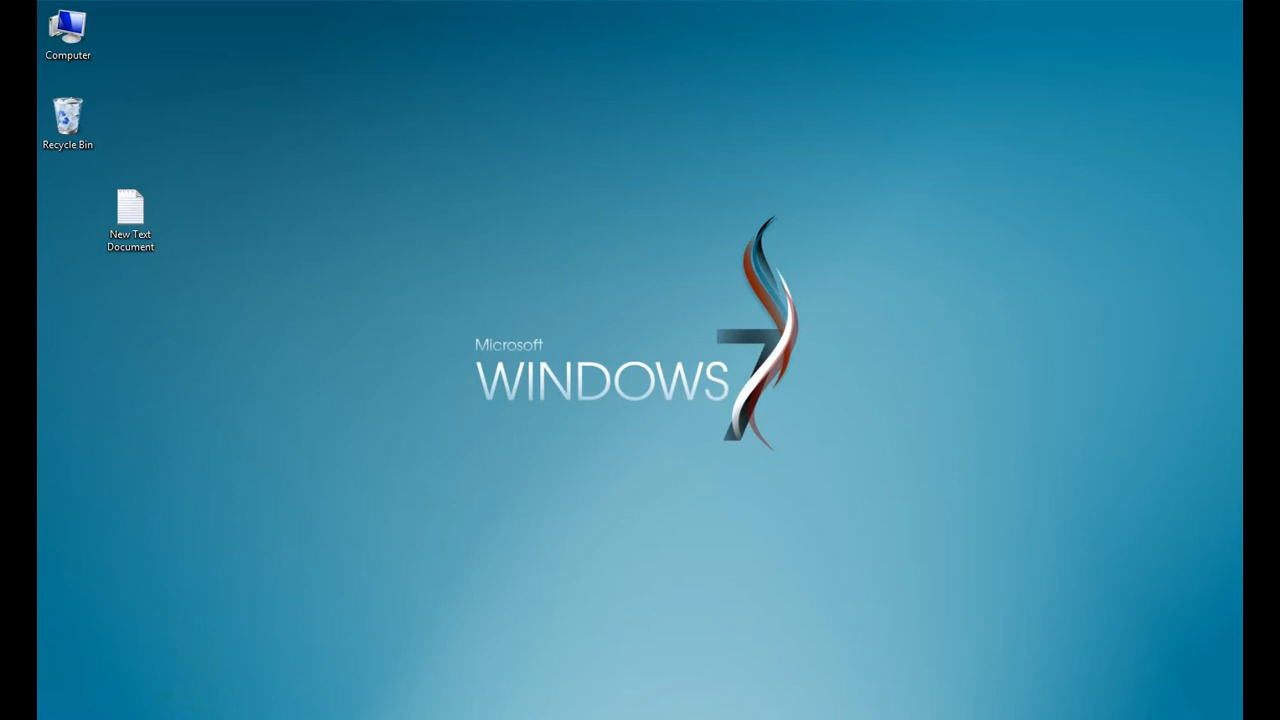 Computer
Recycle Bin
New Text
Document
Microsoft
WINDOWS 7